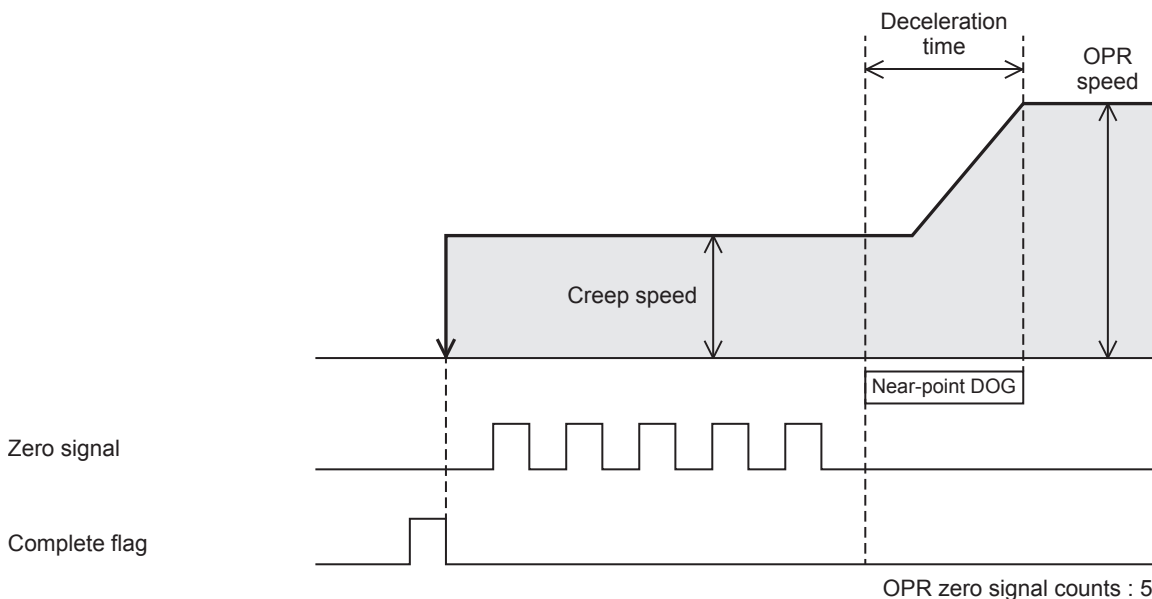 Deceleration
time
OPR
speed
Creep speed
Near-point DOG
Zero signal
Complete flag
OPR zero signal counts : 5